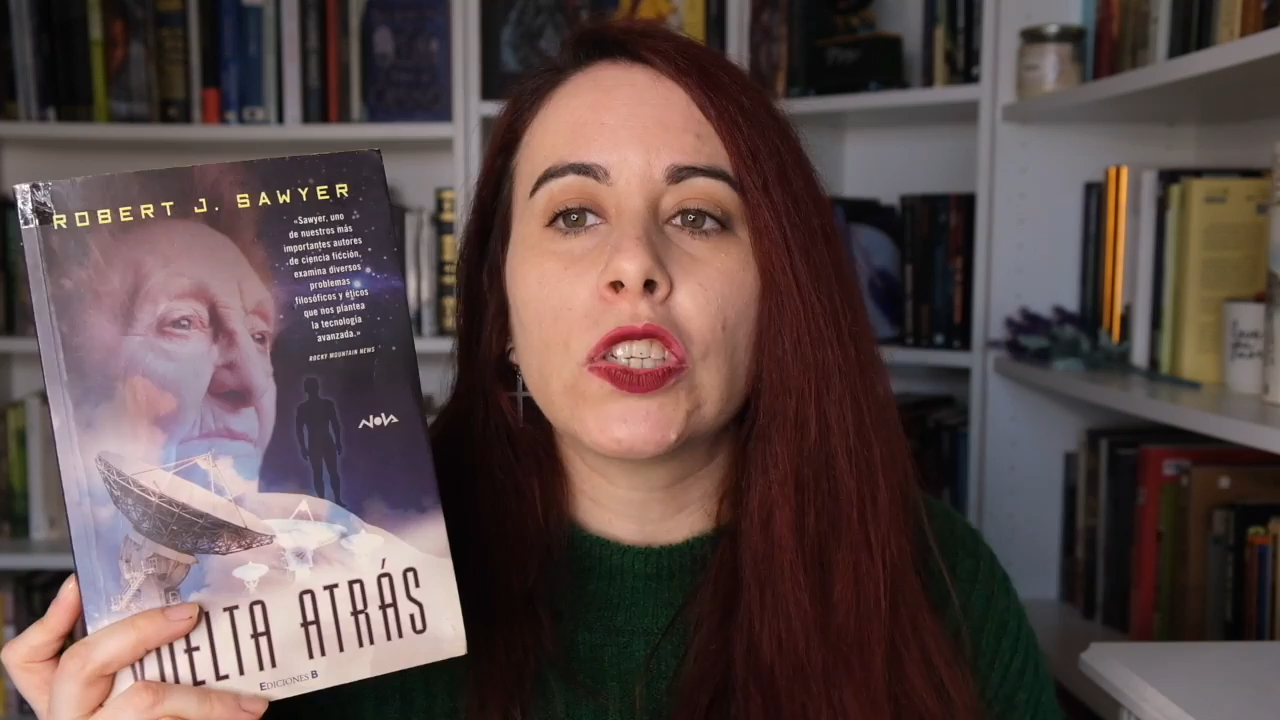 ROBERT J. SAWYER
«Sawyer, uno
de nuestros más
importantes autores
de ciencia ficción,
examina diversos
problemas
filosóficos y éticos
que nos plantea
la tecnología
avanzada.»
ROCKY MOUNTAIN NEWS
NOVA
VUELTA ATRÁS
EDICIONES B